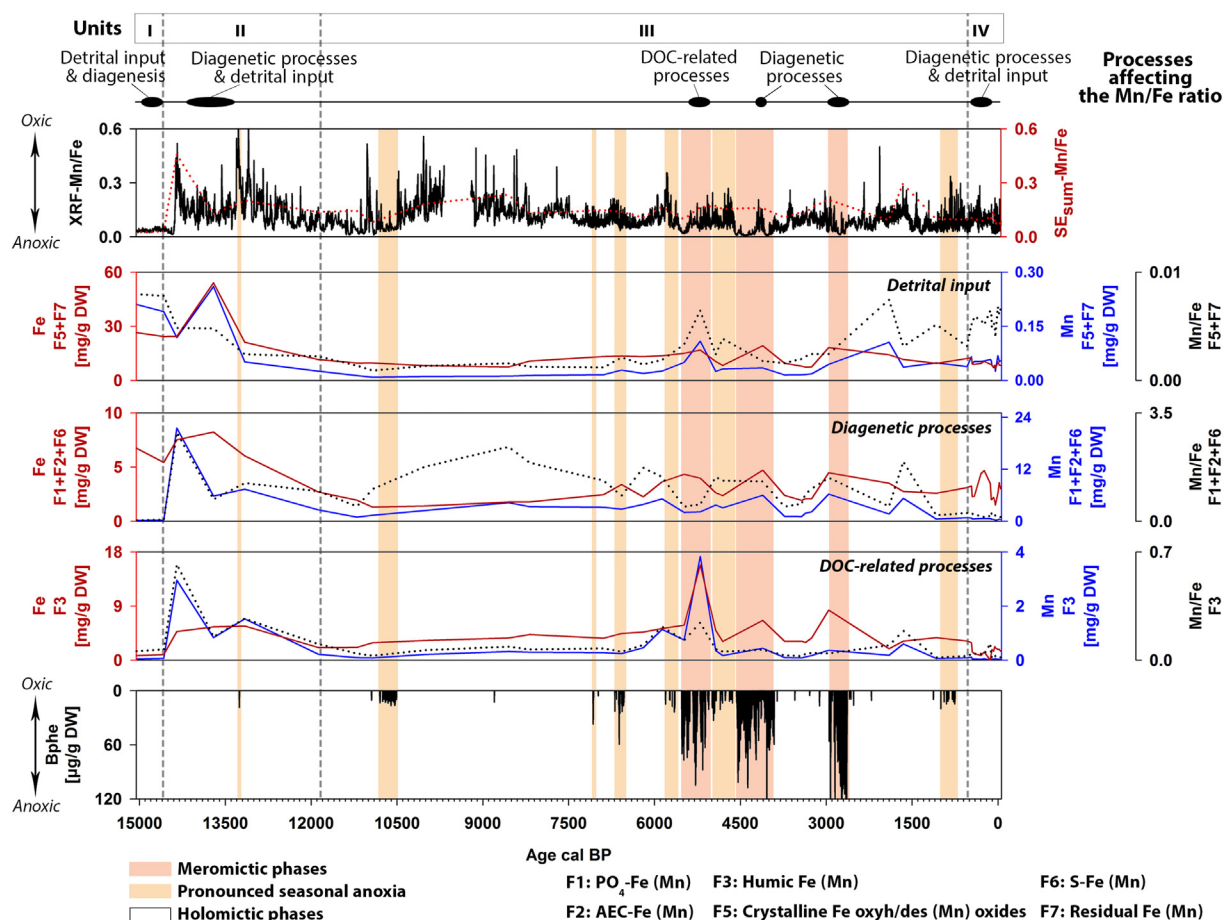 Units I II III IV
Detrital input
& diagenesis
Diagenetic processes
& detrital input
DOC-related
processes
Diagenetic
processes
Diagenetic processes
& detrital input
Processes
affecting
the Mn/Fe ratio
Oxic
Anoxic
XRF-Mn/Fe
0.6
0.3
0.0
0.6
0.3
0.0
SEsum-Mn/Fe
Detrital input
Fe
F5+F7
[mg/g DW]
60
30
0
0.30
0.15
0.00
Mn
F5+F7
[mg/g DW]
0.01
0.00
Mn/Fe
F5+F7
Diagenetic processes
Fe
F1+F2+F6
[mg/g DW]
10
5
0
24
12
0
Mn
F1+F2+F6
[mg/g DW]
3.5
0.0
Mn/Fe
F1+F2+F6
DOC-related processes
Fe
F3
[mg/g DW]
18
9
0
4
2
0
Mn
F3
[mg/g DW]
0.7
0.0
Mn/Fe
F3
Oxic
Anoxic
Bphe
[µg/g DW]
0
60
120
15000 13500 12000 10500 9000 7500 6000 4500 3000 1500 0
Age cal BP
Meromictic phases
Pronounced seasonal anoxia
Holomictic phases
F1: PO4-Fe (Mn) F3: Humic Fe (Mn) F6: S-Fe (Mn)
F2: AEC-Fe (Mn) F5: Crystalline Fe oxyh/des (Mn) oxides F7: Residual Fe (Mn)